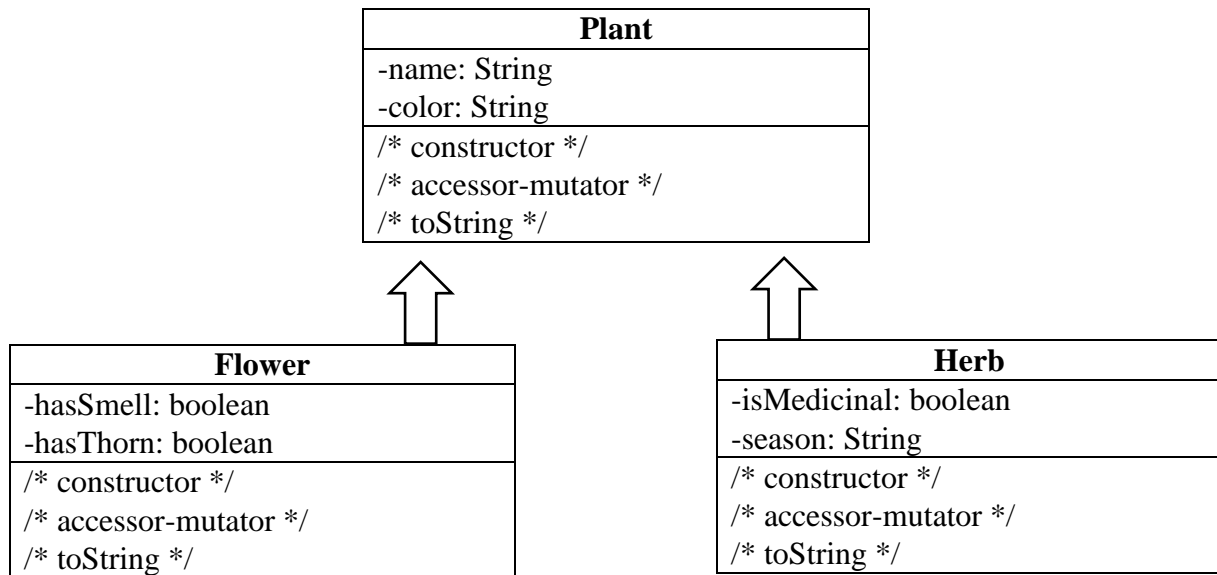 Plant
-name: String
-color: String
/* constructor */
/* accessor-mutator */
/* toString */
Flower
-hasSmell: boolean
-hasThorn: boolean
/* constructor */
/* accessor-mutator */
/* toString */
Herb
-isMedicinal: boolean
-season: String
/* constructor */
/* accessor-mutator */
/* toString */